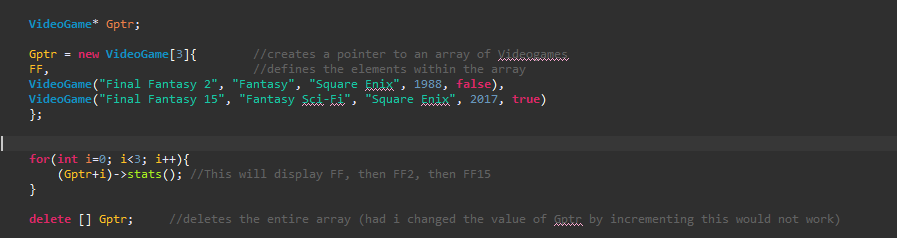 VideoGame* Gptr;
Gptr = new VideoGame[3]{ //creates a pointer to an array of Videogames
FF, //defines the elements within the array
VideoGame("Final Fantasy 2", "Fantasy", "Square Enix", 1988, false),
VideoGame("Final Fantasy 15", "Fantasy Sci-Fi", "Square Enix", 2017, true)
};
for(int i=0; i<3; i++){
(Gptr+i)->stats(); //This will display FF, then FF2, then FF15
}
delete [] Gptr; //deletes the entire array (had i changed the value of Gptr by incrementing this would not work)